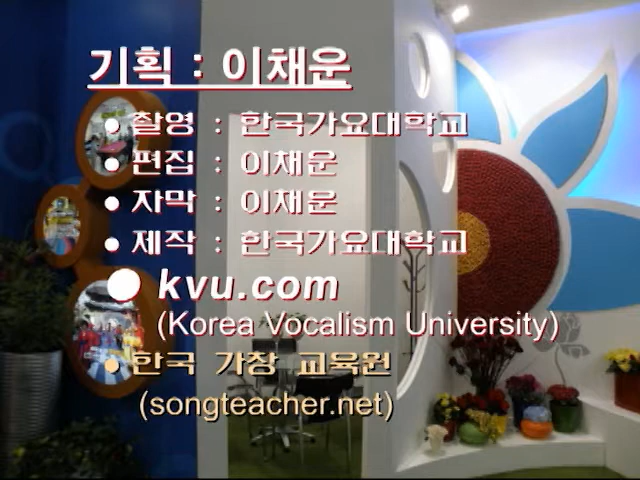 기획 : 이채운
● 촬영 : 한국가요대학교
● 편집 : 이채운
● 자막 : 이채운
● 제작 : 한국가요대학교
● kvu.com
(Korea Vocalism University)
● 한국 가창 교육원
(songteacher.net)